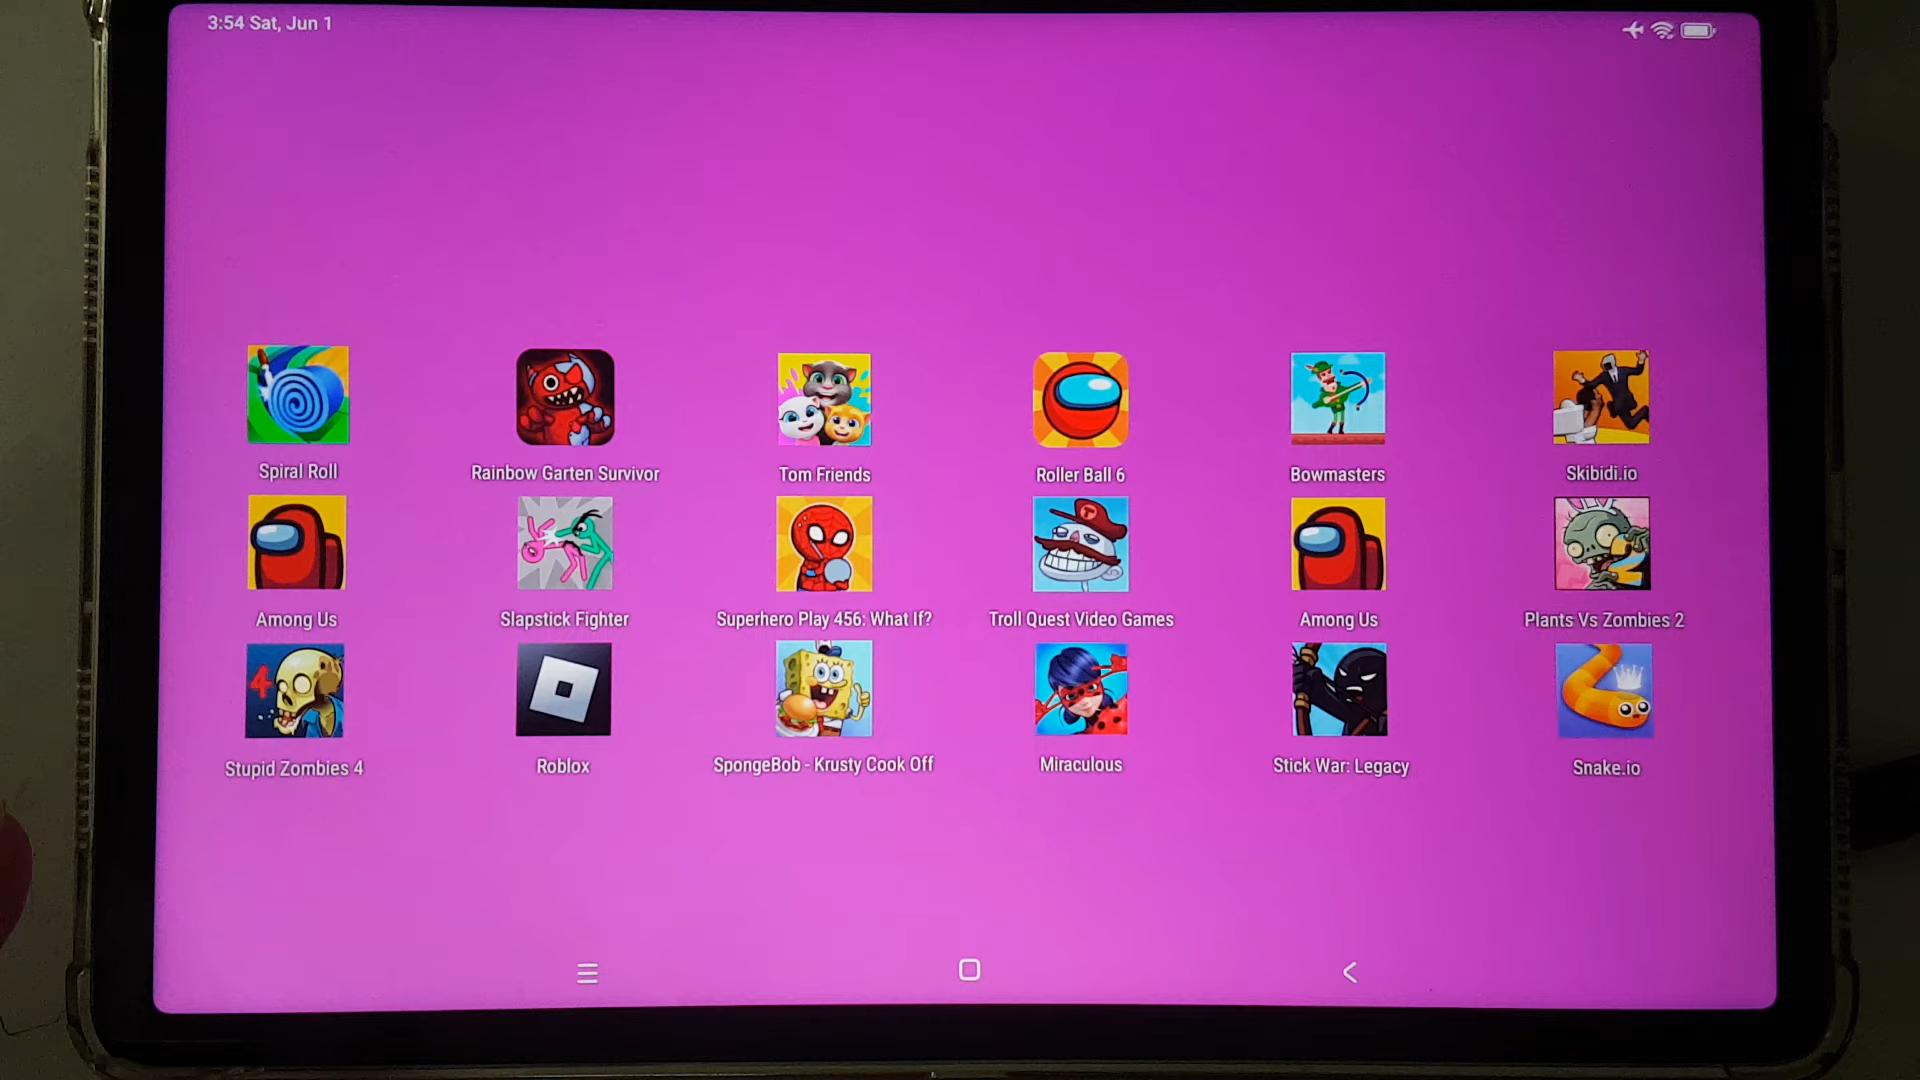 3:54 Sat, Jun 1
Spiral Roll
Rainbow Garten Survivor
Tom Friends
Roller Ball 6
Bowmasters
Skibidi.io
Among Us
Slapstick Fighter
Superhero Play 456: What If?
Troll Quest Video Games
Among Us
Plants Vs Zombies 2
4
Stupid Zombies 4
Roblox
SpongeBob - Krusty Cook Off
Miraculous
Stick War: Legacy
Snake.io